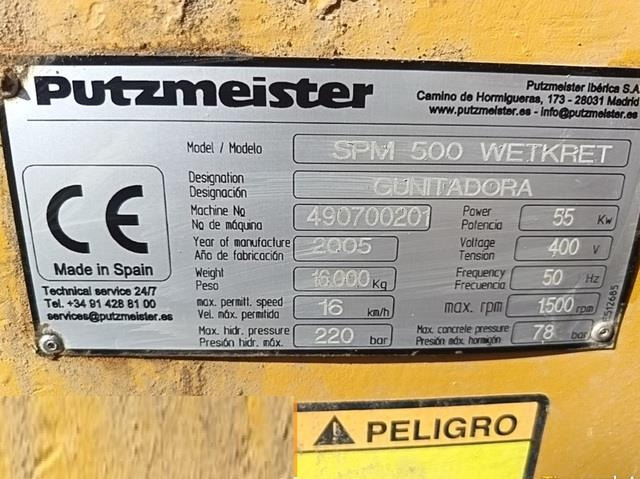 Putzmeister
Putzmeister Ibérica S.A.
Camino de Hormigueras, 173 - 28031 Madrid
www.putzmeister.es - info@putzmeister.es
CE
Made in Spain
Technical service 24/7
Tel. +34 91 428 81 00
services@putzmeister.es
Model / Modelo SPM 500 WETKRET
Designation
Designación GUNITADORA
Machine No
No de máquina 490700201
Power
Potencia 55 Kw
Year of manufacture
Año de fabricación 2005
Voltage
Tension 400 V
Weight
Peso 16.000 Kg
Frequency
Frecuencia 50 Hz
max. permitt. speed
Vel. máx. permitida 16 km/h
max. rpm 1.500 rpm
Max. hidr. pressure
Presión hidr. máx. 220 bar
Max. concrete pressure
Presión máx. hormigón 78 bar
PELIGRO